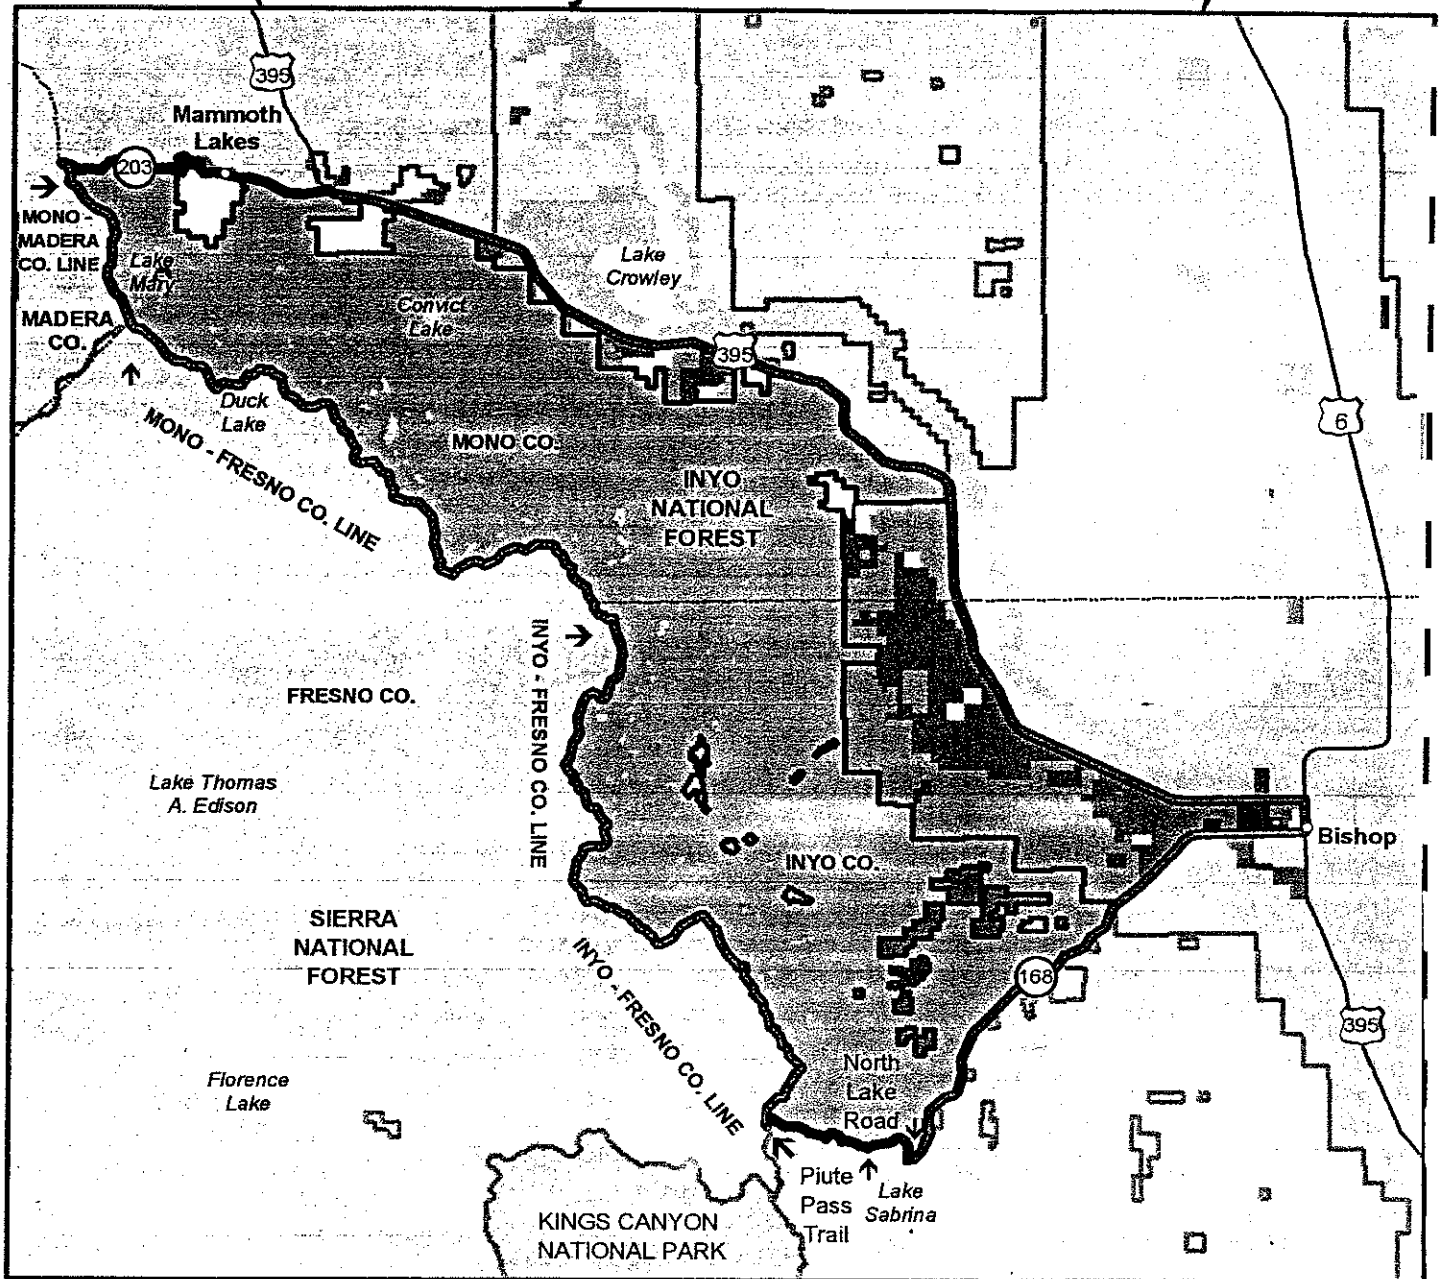 395
Mammoth
Lakes
203
MONO -
MADERA
CO. LINE
Lake
Mary
MADERA
CO.
Lake
Crowley
Convict
Lake
395
6
Duck
Lake
MONO - FRESNO CO. LINE
MONO CO.
INYO
NATIONAL
FOREST
INYO - FRESNO CO. LINE
FRESNO CO.
Lake Thomas
A. Edison
INYO CO.
Bishop
SIERRA
NATIONAL
FOREST
INYO - FRESNO CO. LINE
168
395
North
Lake
Road
Florence
Lake
Piute
Pass
Trail
Lake
Sabrina
KINGS CANYON
NATIONAL PARK